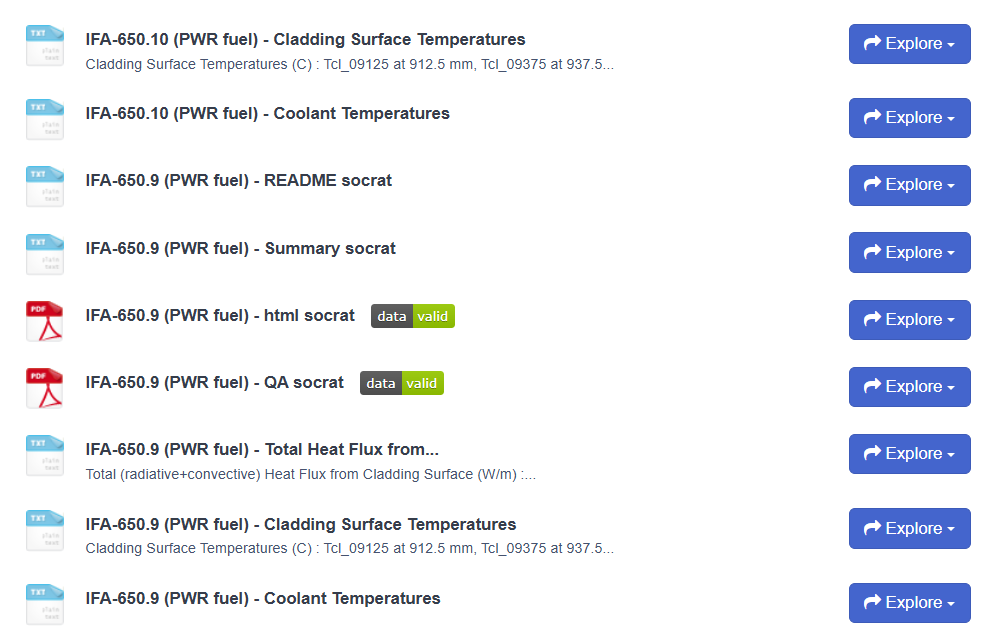 TXT
plain
text
IFA-650.10 (PWR fuel) - Cladding Surface Temperatures
Explore
Cladding Surface Temperatures (C) : Tcl_09125 at 912.5 mm, Tcl_09375 at 937.5...
TXT
plain
text
IFA-650.10 (PWR fuel) - Coolant Temperatures
Explore
TXT
plain
text
IFA-650.9 (PWR fuel) - README socrat
Explore
TXT
plain
text
IFA-650.9 (PWR fuel) - Summary socrat
Explore
PDF
IFA-650.9 (PWR fuel) - html socrat data valid
Explore
PDF
IFA-650.9 (PWR fuel) - QA socrat data valid
Explore
TXT
plain
text
IFA-650.9 (PWR fuel) - Total Heat Flux from...
Explore
Total (radiative+convective) Heat Flux from Cladding Surface (W/m) :...
TXT
plain
text
IFA-650.9 (PWR fuel) - Cladding Surface Temperatures
Explore
Cladding Surface Temperatures (C) : Tcl_09125 at 912.5 mm, Tcl_09375 at 937.5...
TXT
plain
text
IFA-650.9 (PWR fuel) - Coolant Temperatures
Explore